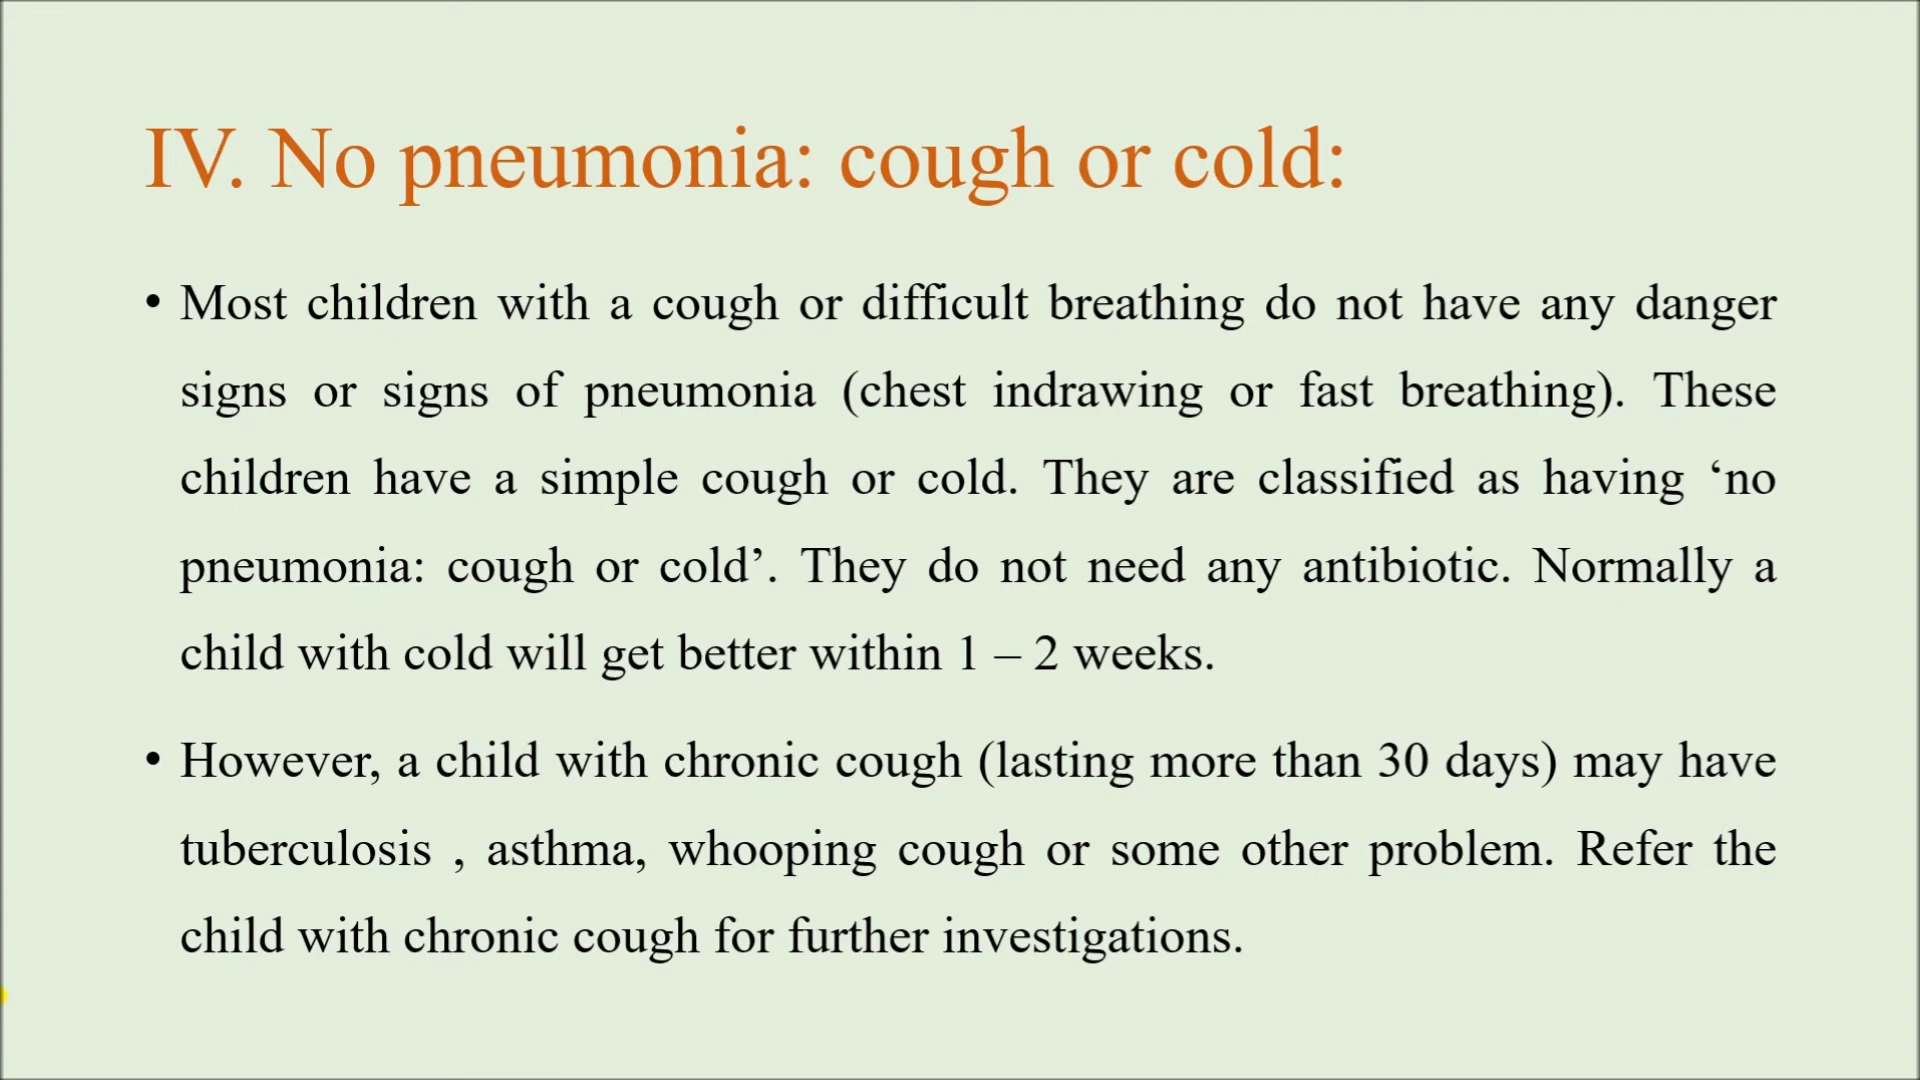 IV. No pneumonia: cough or cold:
• Most children with a cough or difficult breathing do not have any danger
signs or signs of pneumonia (chest indrawing or fast breathing). These
children have a simple cough or cold. They are classified as having ‘no
pneumonia: cough or cold’. They do not need any antibiotic. Normally a
child with cold will get better within 1 – 2 weeks.
• However, a child with chronic cough (lasting more than 30 days) may have
tuberculosis , asthma, whooping cough or some other problem. Refer the
child with chronic cough for further investigations.